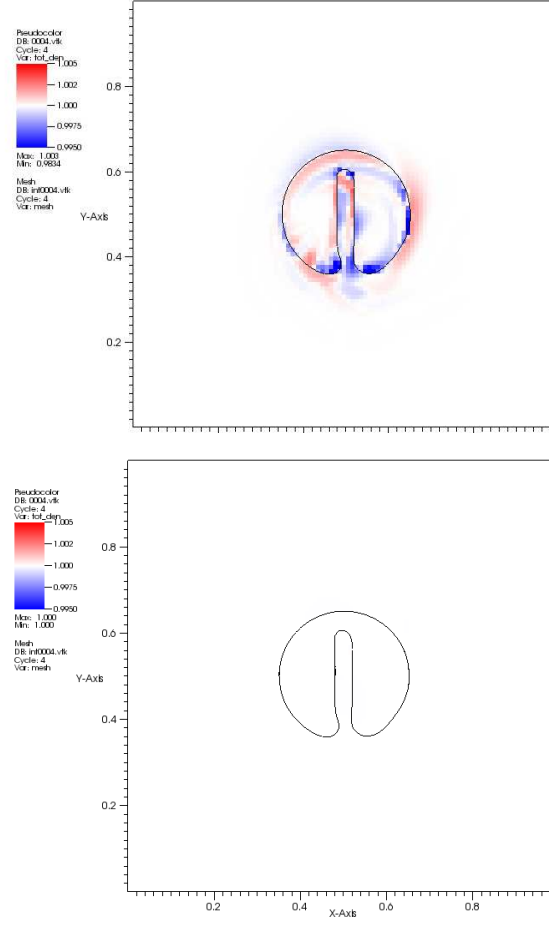 Pseudocolor
DB: 0004.vtk
Cycle: 4
Var: tot_den
1.005
1.002
1.000
0.9975
0.9950
Max: 1.003
Min: 0.9834
Mesh
DB: int0004.vtk
Cycle: 4
Var: mesh
Y-Axis
0.8
0.6
0.4
0.2
Pseudocolor
DB: 0004.vtk
Cycle: 4
Var: tot_den
1.005
1.002
1.000
0.9975
0.9950
Max: 1.000
Min: 1.000
Mesh
DB: int0004.vtk
Cycle: 4
Var: mesh
Y-Axis
0.8
0.6
0.4
0.2
0.2 0.4 0.6 0.8
X-Axis